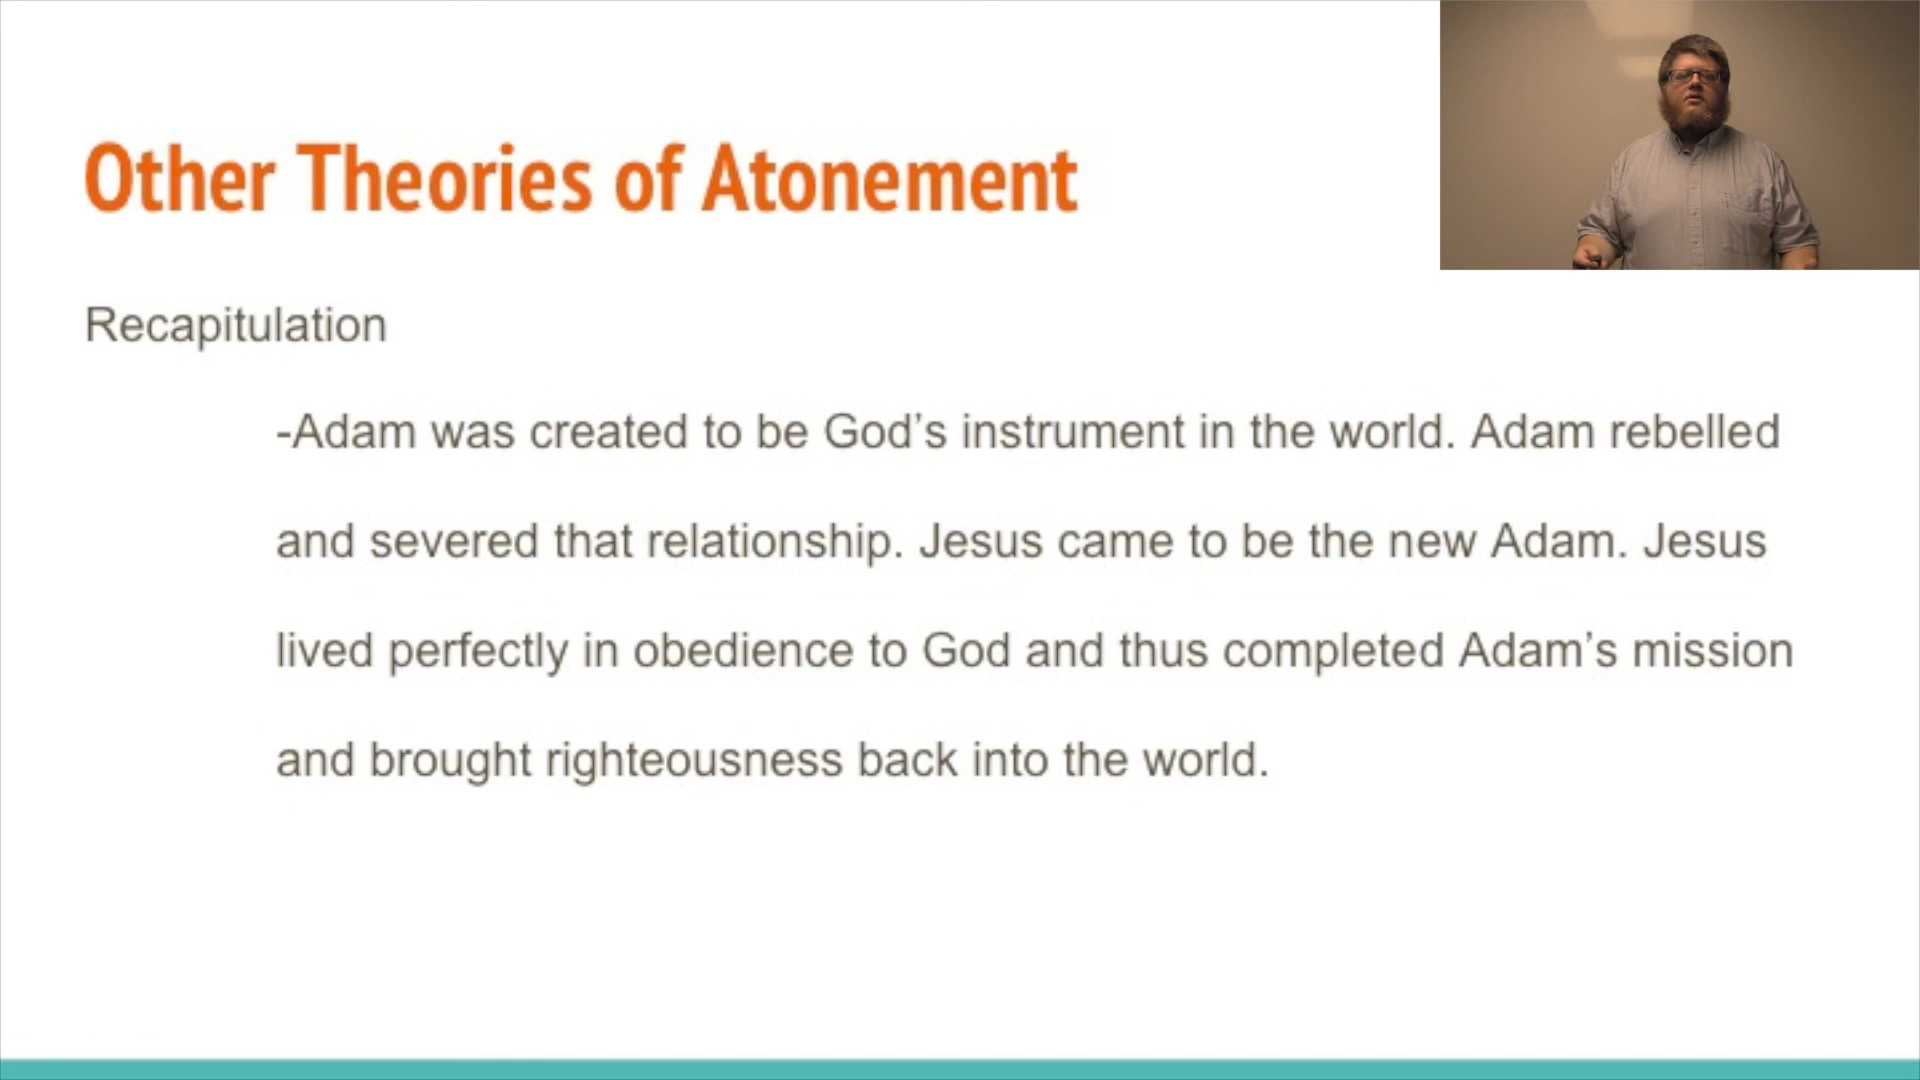 Other Theories of Atonement
Recapitulation
-Adam was created to be God’s instrument in the world. Adam rebelled
and severed that relationship. Jesus came to be the new Adam. Jesus
lived perfectly in obedience to God and thus completed Adam’s mission
and brought righteousness back into the world.